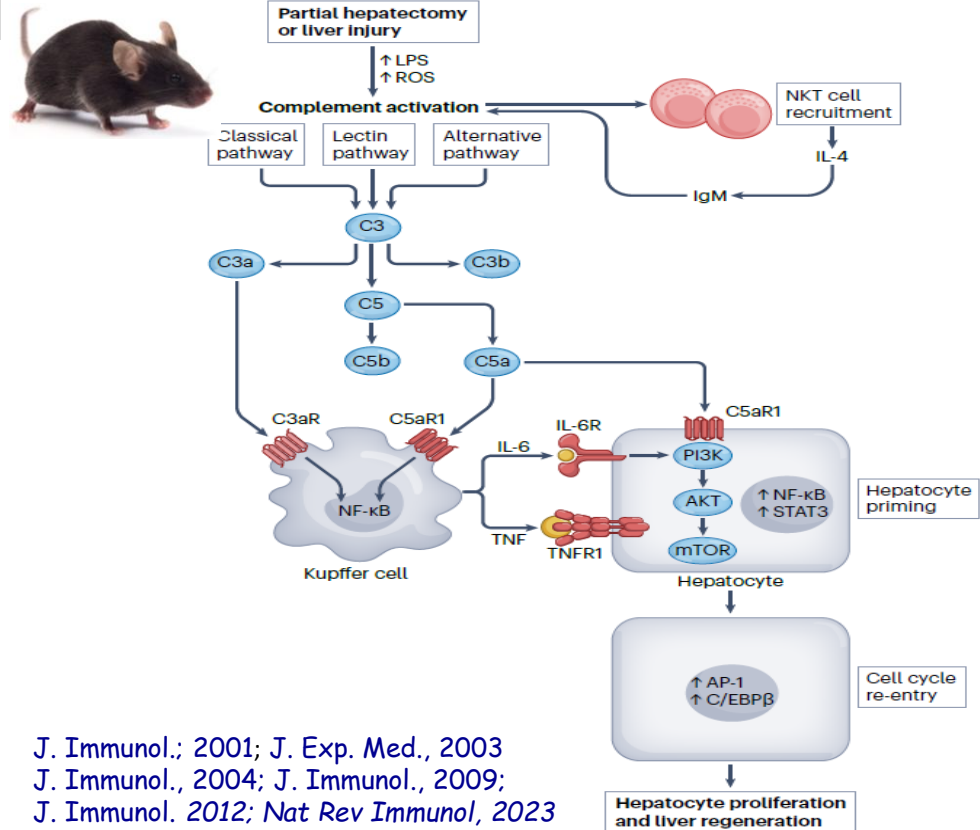 Partial hepatectomy
or liver injury
↑ LPS
↑ ROS
Complement activation
NKT cell
recruitment
IL-4
IgM
Classical
pathway
Lectin
pathway
Alternative
pathway
C3
C3a
C3b
C5
C5b
C5a
C3aR
C5aR1
NF-κB
Kupffer cell
IL-6
IL-6R
TNF
TNFR1
C5aR1
PI3K
AKT
mTOR
↑ NF-κB
↑ STAT3
Hepatocyte
priming
Hepatocyte
↑ AP-1
↑ C/EBPβ
Cell cycle
re-entry
Hepatocyte proliferation
and liver regeneration
J. Immunol.; 2001; J. Exp. Med., 2003
J. Immunol., 2004; J. Immunol., 2009;
J. Immunol. 2012; Nat Rev Immunol, 2023